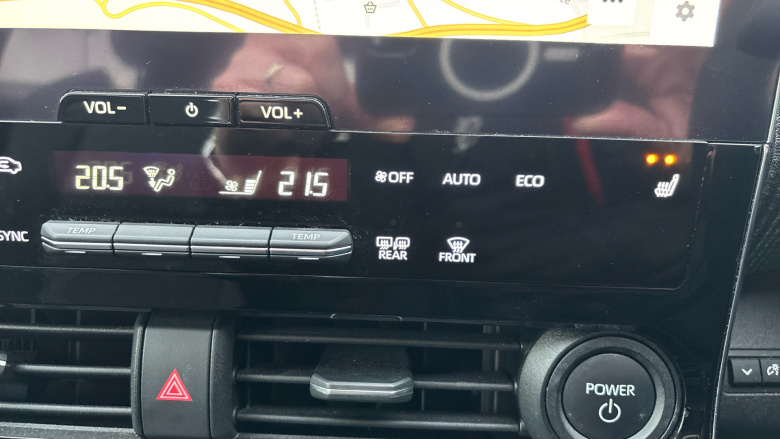 VOL- VOL+
20.5 21.5 OFF AUTO ECO
SYNC TEMP TEMP
REAR FRONT
POWER